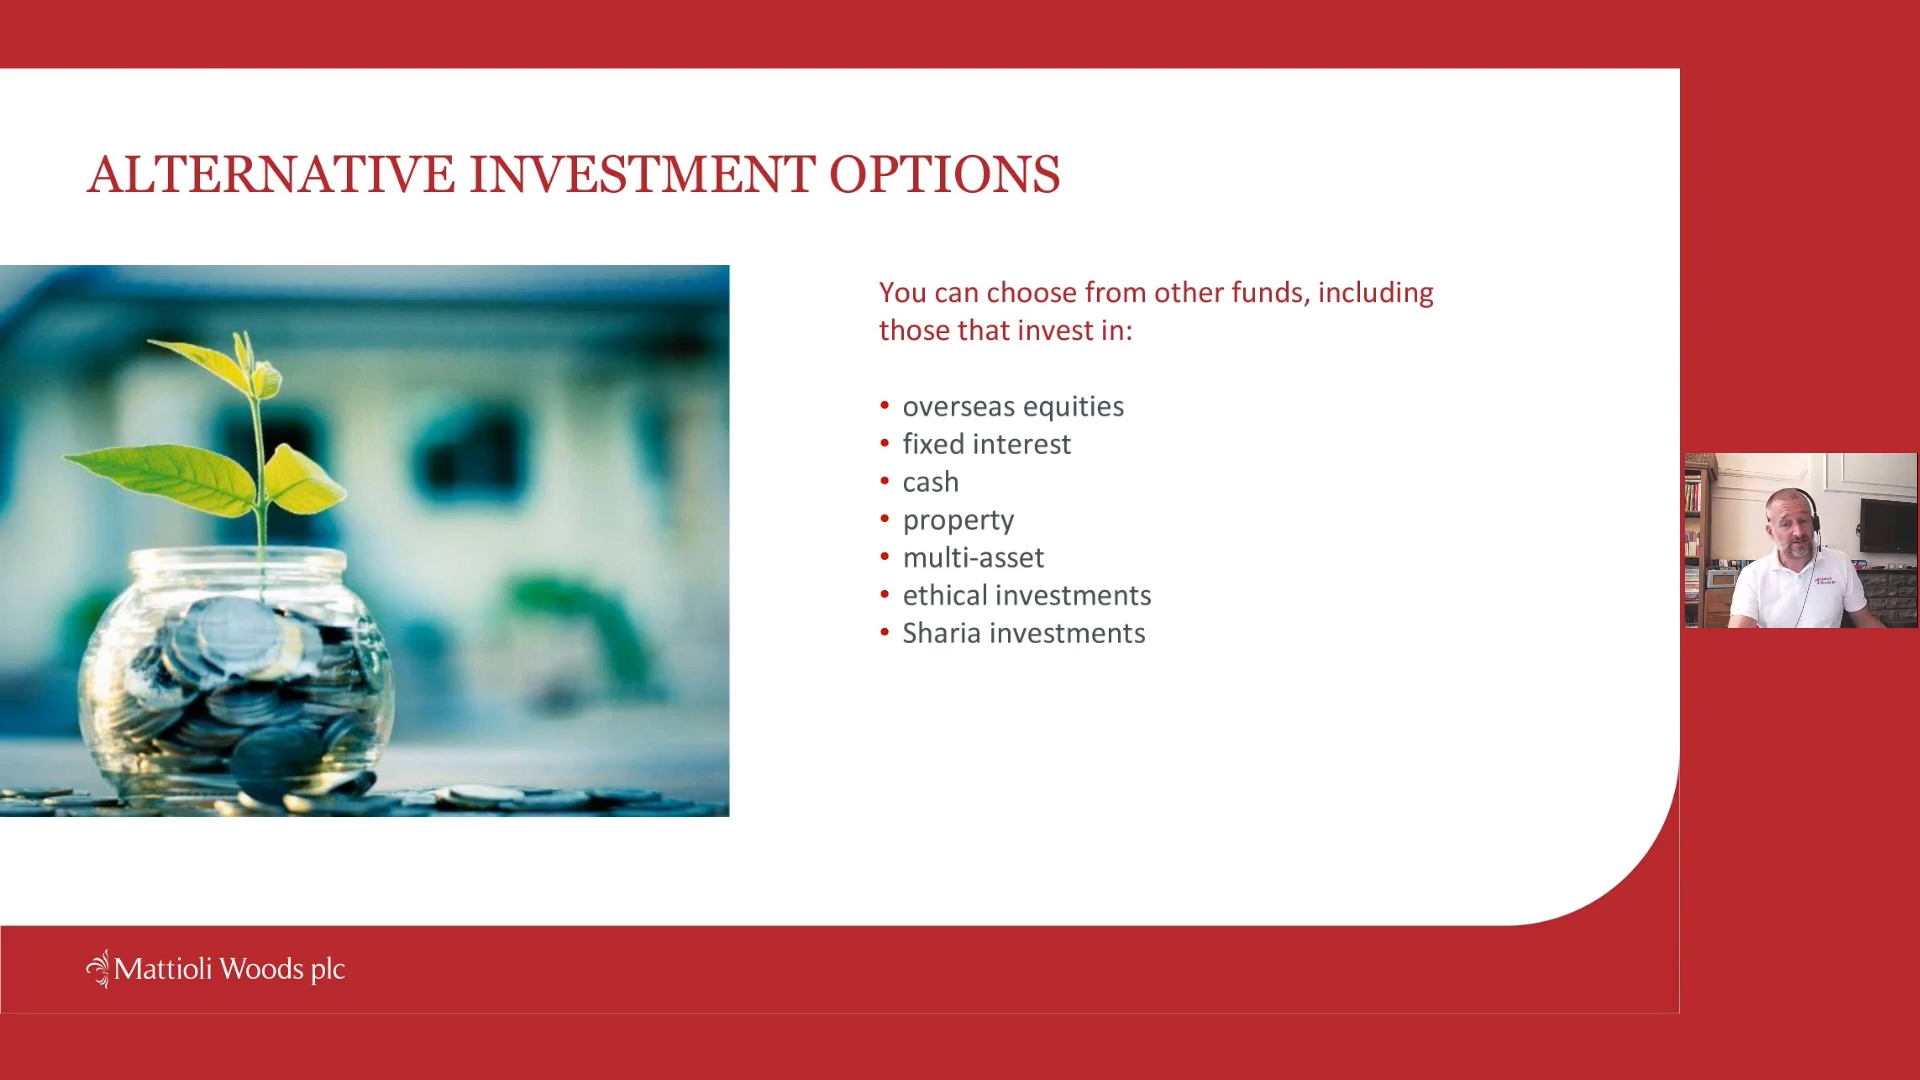 ALTERNATIVE INVESTMENT OPTIONS
You can choose from other funds, including
those that invest in:
• overseas equities
• fixed interest
• cash
• property
• multi-asset
• ethical investments
• Sharia investments
Mattioli Woods plc